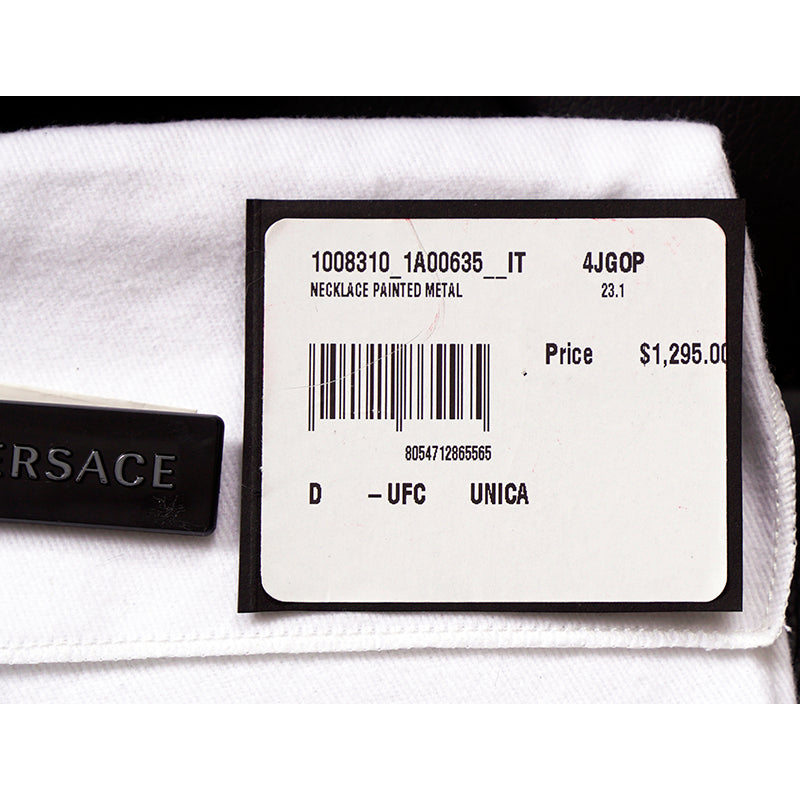 1008310_1A00635__IT 4JGOP
NECKLACE PAINTED METAL 23.1
Price $1,295.00
8054712865565
D – UFC UNICA
ERSACE